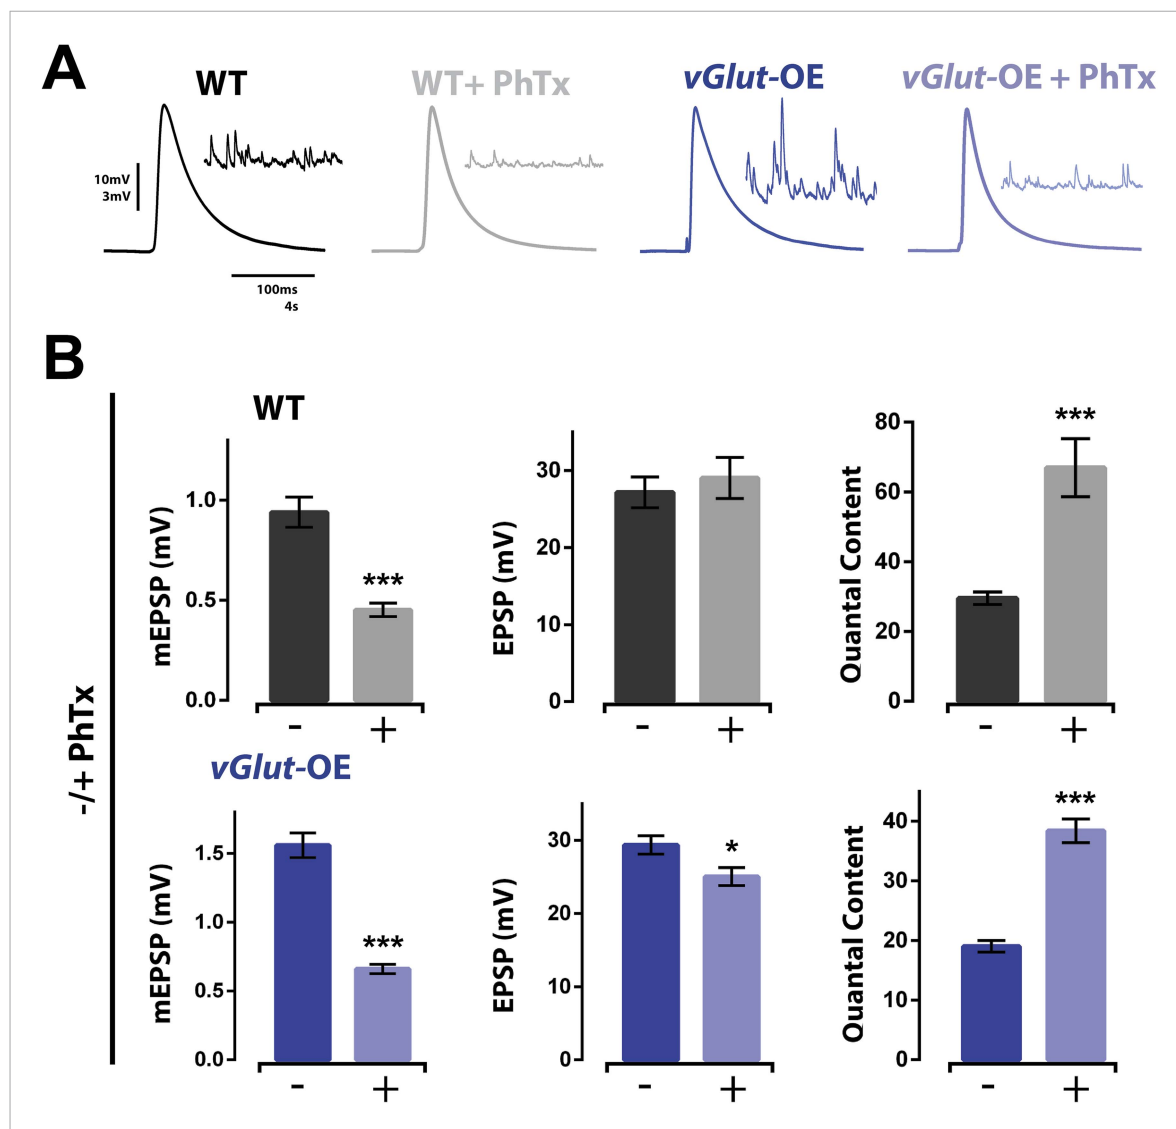 A
WT
WT+ PhTx
vGlut-OE
vGlut-OE + PhTx
10mV
3mV
100ms
4s
B
-/+ PhTx
WT
mEPSP (mV)
1.0
0.5
0.0
***
- +
EPSP (mV)
30
20
10
0
- +
Quantal Content
80
60
40
20
0
***
- +
vGlut-OE
mEPSP (mV)
1.5
1.0
0.5
0.0
***
- +
EPSP (mV)
30
20
10
0
*
- +
Quantal Content
40
30
20
10
0
***
- +